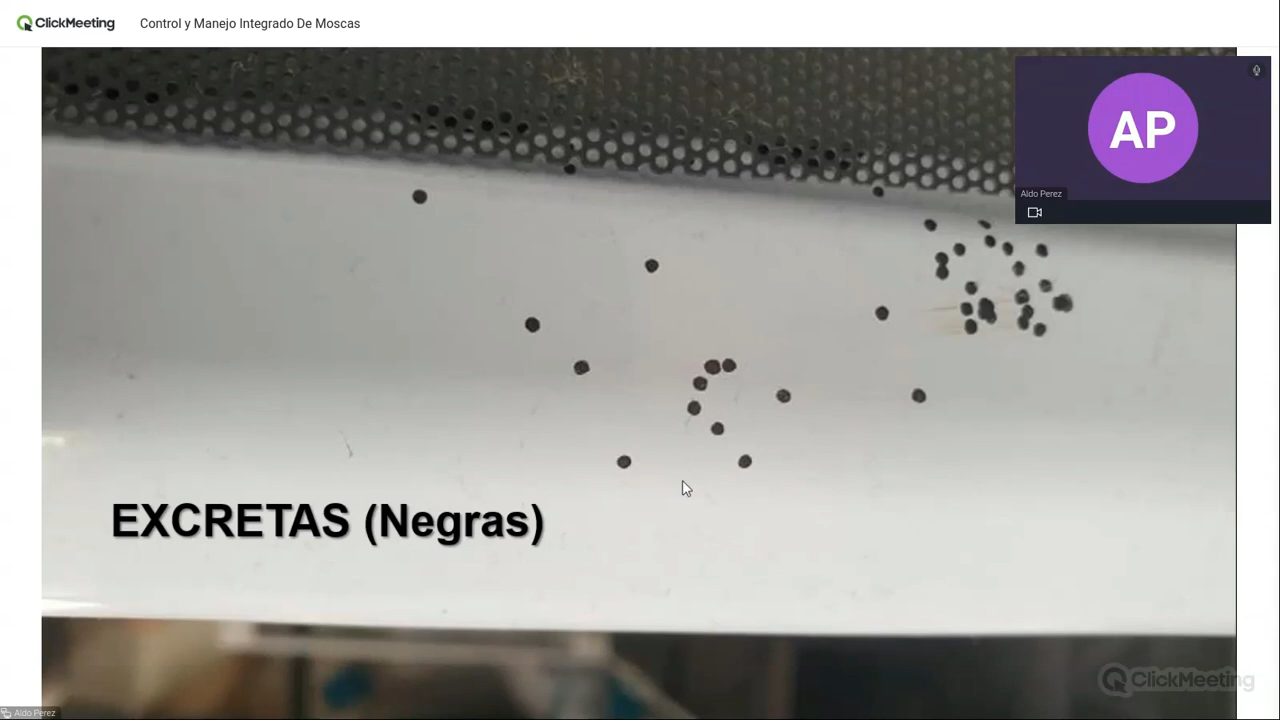 ClickMeeting
Control y Manejo Integrado De Moscas
AP
Aldo Perez
EXCRETAS (Negras)
ClickMeeting
Aldo Perez